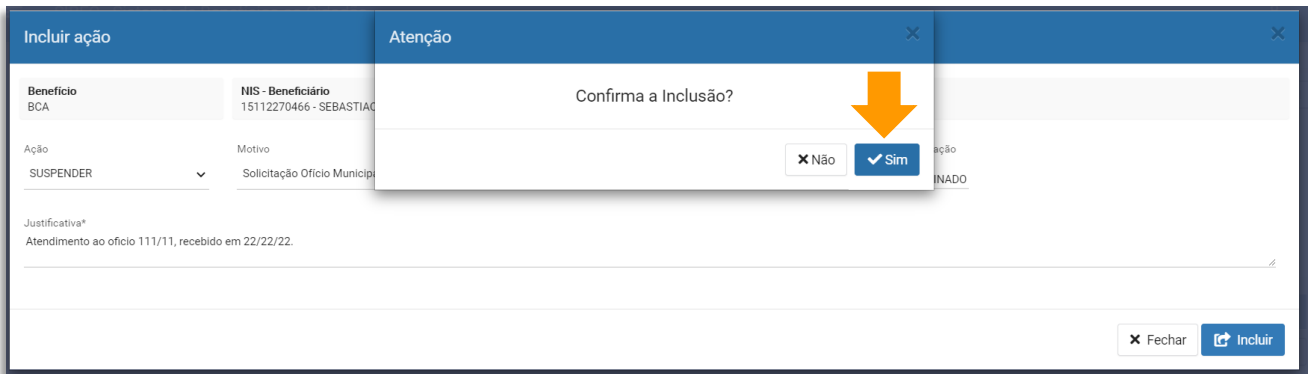 Incluir ação
Atenção
Confirma a Inclusão?
Não
Sim
Benefício
BCA
NIS - Beneficiário
15112270466 - SEBASTIAO
Ação
SUSPENDER
Motivo
Solicitação Ofício Municipa
ação
INADO
Justificativa*
Atendimento ao oficio 111/11, recebido em 22/22/22.
Fechar
Incluir